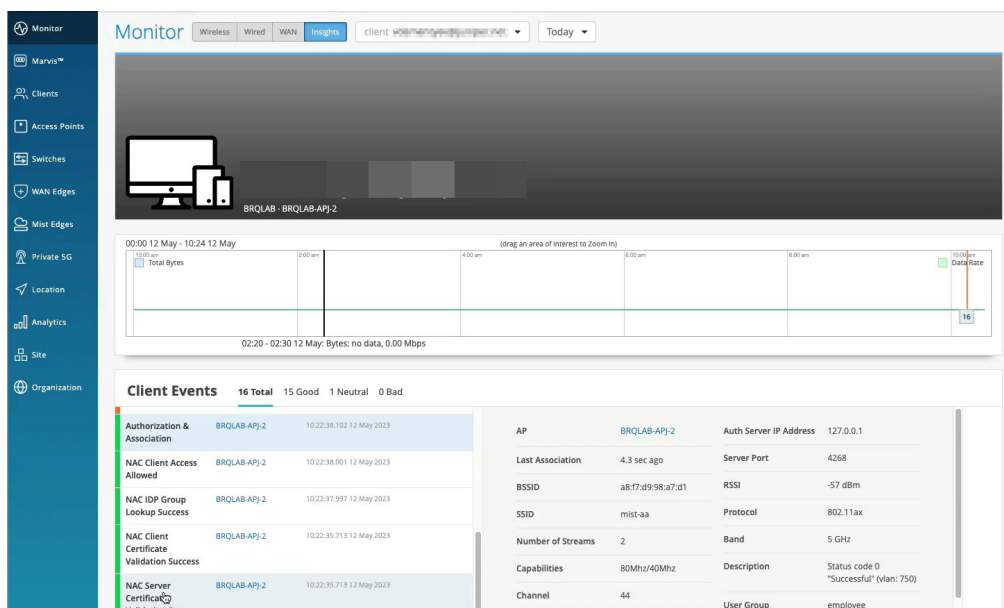 Monitor
Marvis™
Clients
Access Points
Switches
WAN Edges
Mist Edges
Private 5G
Location
Analytics
Site
Organization
Monitor Wireless Wired WAN Insights client Today
BRQLAB - BRQLAB-APJ-2
00:00 12 May - 10:24 12 May (drag an area of interest to Zoom in)
12:00 am 2:00 am 4:00 am 6:00 am 8:00 am 10:00 am
Total Bytes Data Rate
16
02:20 - 02:30 12 May: Bytes: no data, 0.00 Mbps
Client Events 16 Total 15 Good 1 Neutral 0 Bad
Authorization & BRQLAB-APJ-2 10:22:38.102 12 May 2023
Association
NAC Client Access BRQLAB-APJ-2 10:22:38.001 12 May 2023
Allowed
NAC IDP Group BRQLAB-APJ-2 10:22:37.997 12 May 2023
Lookup Success
NAC Client BRQLAB-APJ-2 10:22:35.713 12 May 2023
Certificate
Validation Success
NAC Server BRQLAB-APJ-2 10:22:35.713 12 May 2023
Certificate
AP BRQLAB-APJ-2 Auth Server IP Address 127.0.0.1
Last Association 4.3 sec ago Server Port 4268
BSSID a8:f7:d9:98:a7:d1 RSSI -57 dBm
SSID mist-aa Protocol 802.11ax
Number of Streams 2 Band 5 GHz
Capabilities 80Mhz/40Mhz Description Status code 0
"Successful" (vlan: 750)
Channel 44 User Group employee